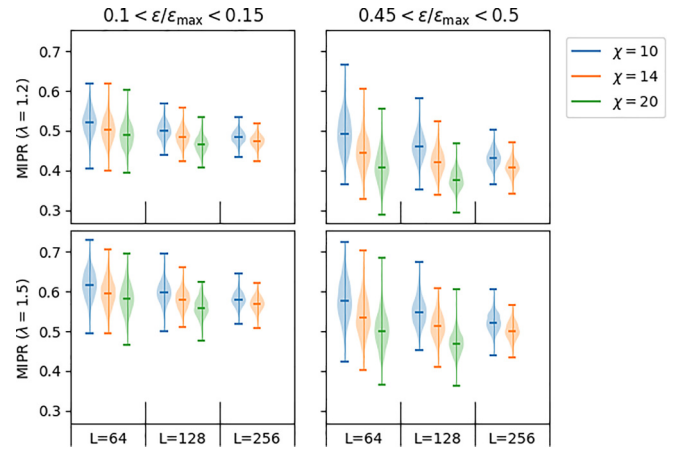 0.1 < ε/ε_max < 0.15
0.45 < ε/ε_max < 0.5
MIPR (λ = 1.2)
0.7
0.6
0.5
0.4
0.3
χ = 10
χ = 14
χ = 20
MIPR (λ = 1.5)
0.7
0.6
0.5
0.4
0.3
L=64 L=128 L=256
L=64 L=128 L=256